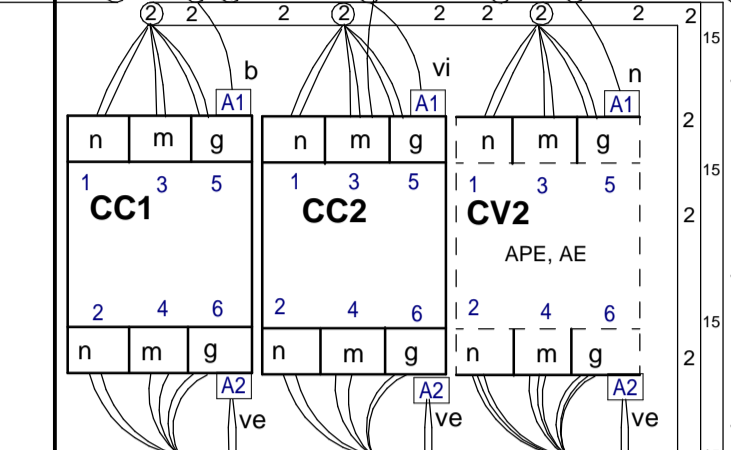 2 2 2 2 2 2 2 2 2
15
b vi n
A1 A1 A1
2
n m g n m g n m g
15
1 3 5 1 3 5 1 3 5
CC1 CC2 CV2
2
APE, AE
2 4 6 2 4 6 2 4 6
15
n m g n m g n m g
2
A2 A2 A2
ve ve ve